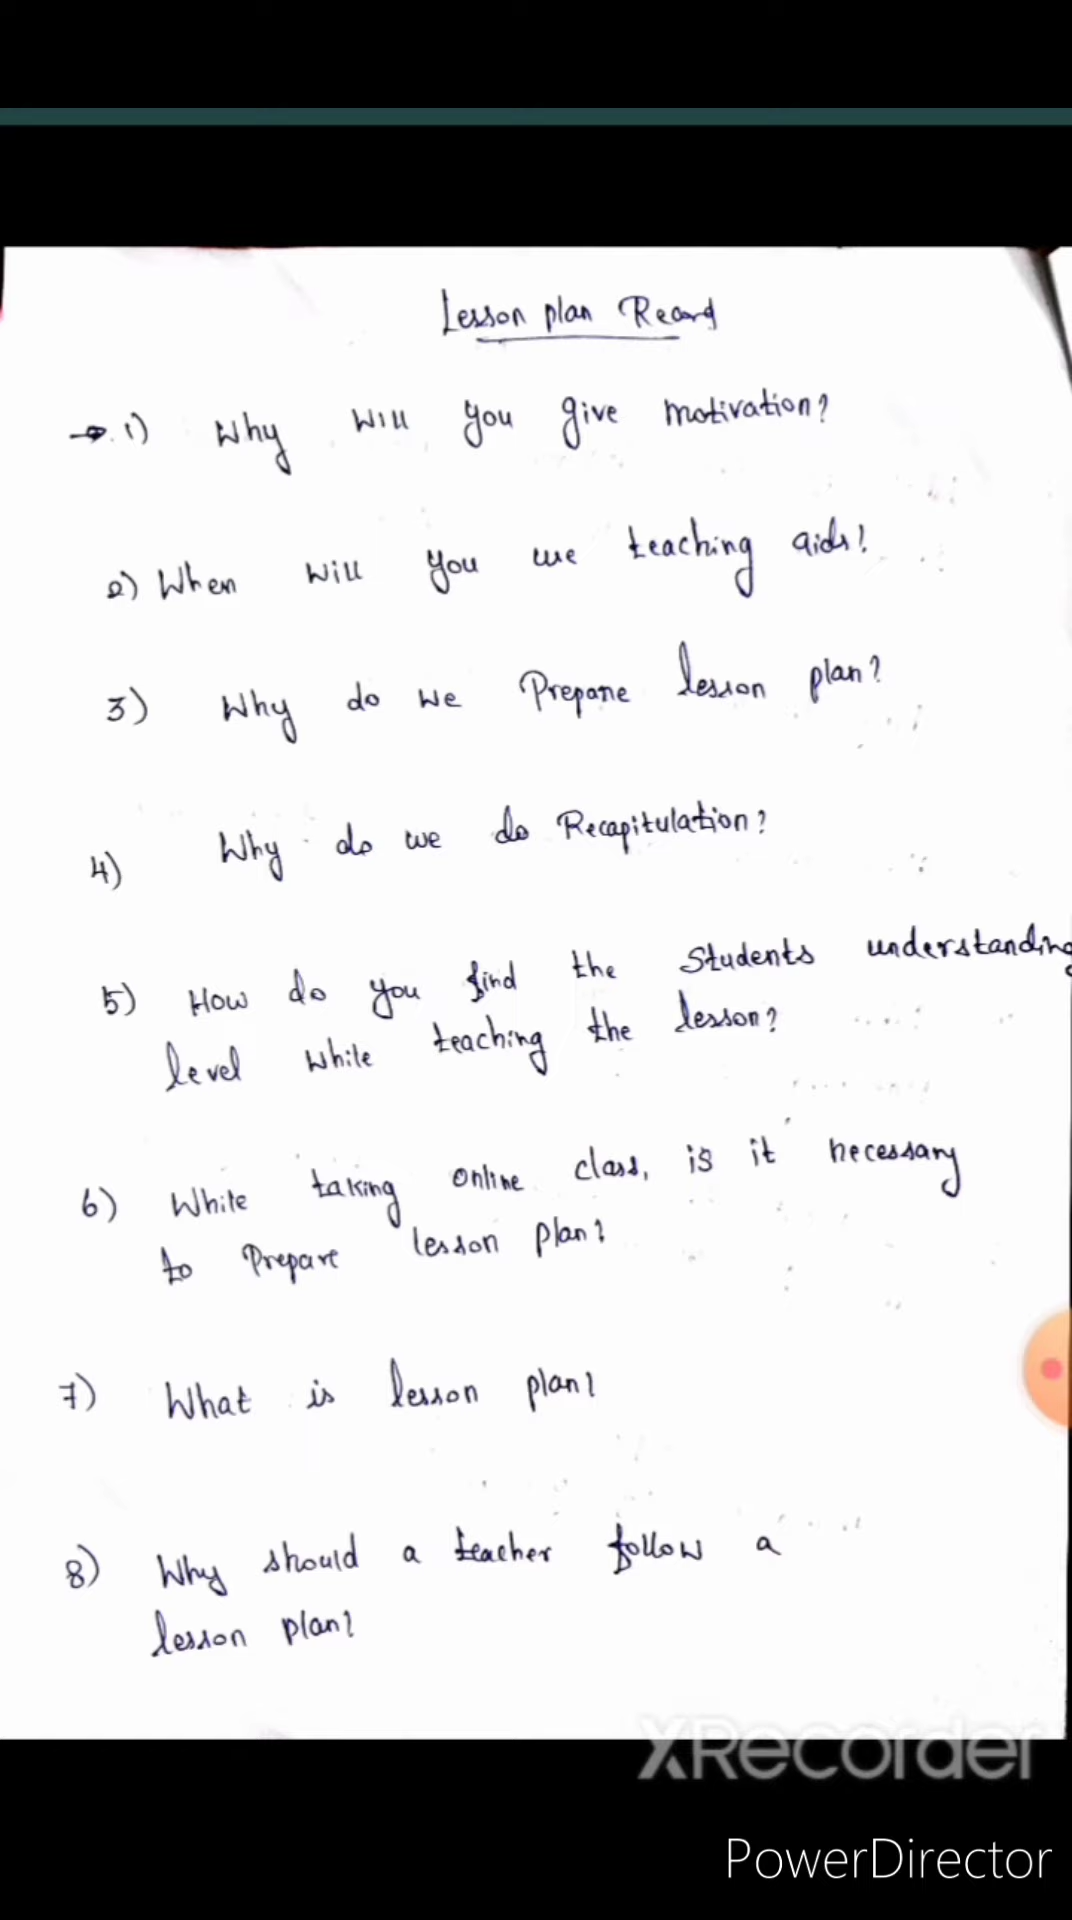 Lesson plan Record
1) Why will you give motivation?
2) When will you use teaching aids?
3) Why do we Prepare lesson plan?
4) Why do we do Recapitulation?
5) How do you find the students understanding
level while teaching the lesson?
6) While taking online class, is it necessary
to Prepare lesson plan?
7) What is lesson plan?
8) Why should a teacher follow a
lesson plan?
XRecorder
PowerDirector